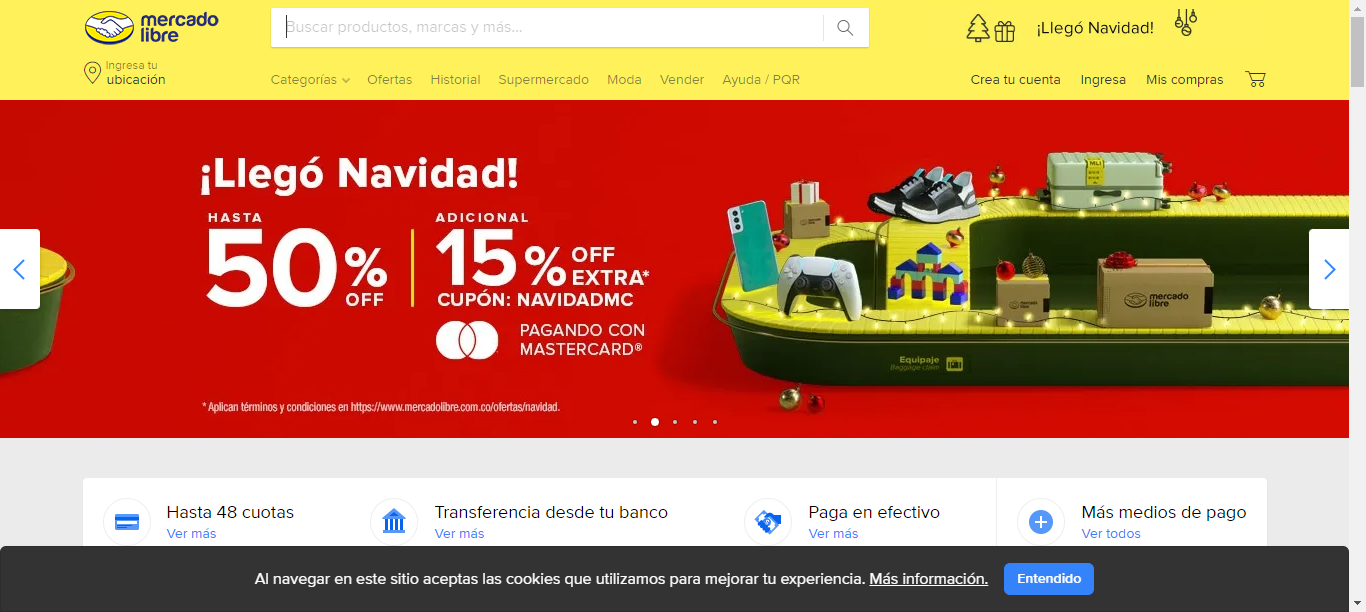 mercado
libre
Buscar productos, marcas y más...
¡Llegó Navidad!
Ingresa tu
ubicación
Categorías
Ofertas
Historial
Supermercado
Moda
Vender
Ayuda / PQR
Crea tu cuenta
Ingresa
Mis compras
¡Llegó Navidad!
HASTA
50%
OFF
ADICIONAL
15% OFF
EXTRA*
CUPÓN: NAVIDADMC
PAGANDO CON
MASTERCARD®
* Aplican términos y condiciones en https://www.mercadolibre.com.co/ofertas/navidad.
MLI
mercado
libre
Equipaje
Baggage claim
Hasta 48 cuotas
Ver más
Transferencia desde tu banco
Ver más
Paga en efectivo
Ver más
Más medios de pago
Ver todos
Al navegar en este sitio aceptas las cookies que utilizamos para mejorar tu experiencia. Más información.
Entendido